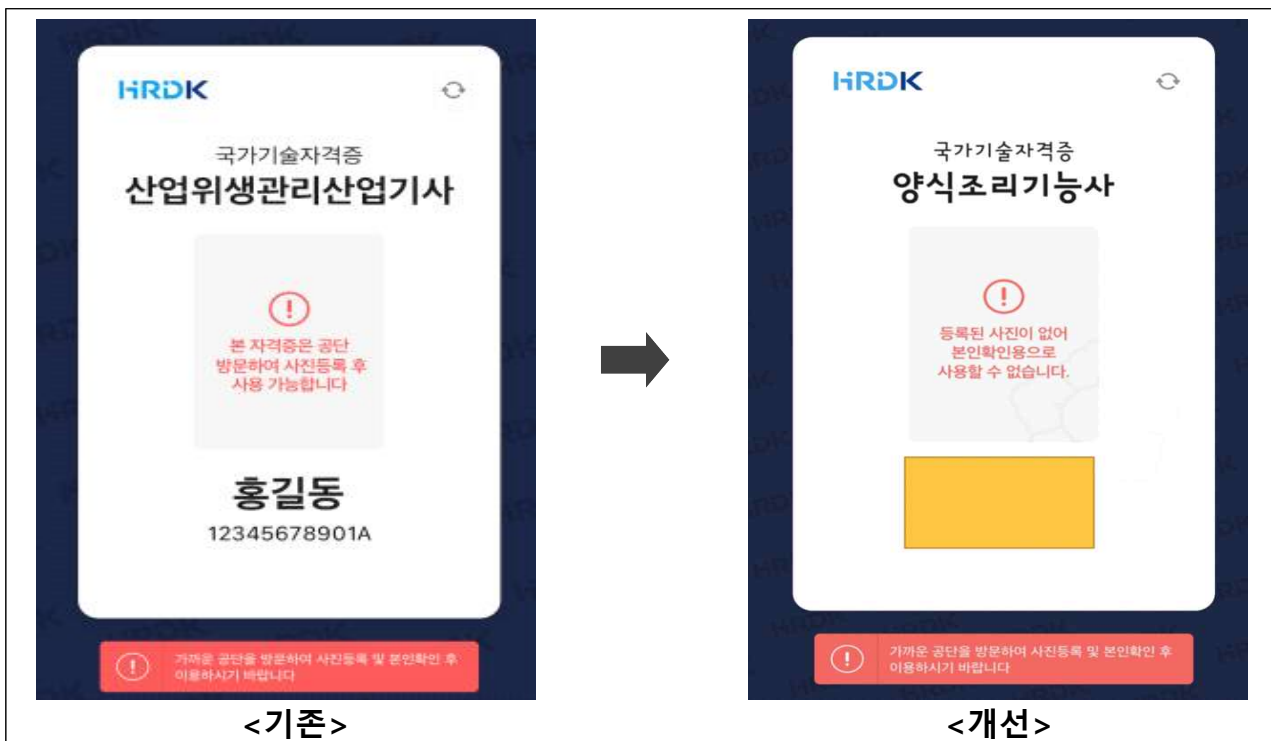 HRDK
국가기술자격증
산업위생관리산업기사
본 자격증은 공단
방문하여 사진등록 후
사용 가능합니다
홍길동
12345678901A
가까운 공단을 방문하여 사진등록 및 본인확인 후
이용하시기 바랍니다
<기존>
HRDK
국가기술자격증
양식조리기능사
등록된 사진이 없어
본인확인용으로
사용할 수 없습니다.
가까운 공단을 방문하여 사진등록 및 본인확인 후
이용하시기 바랍니다
<개선>